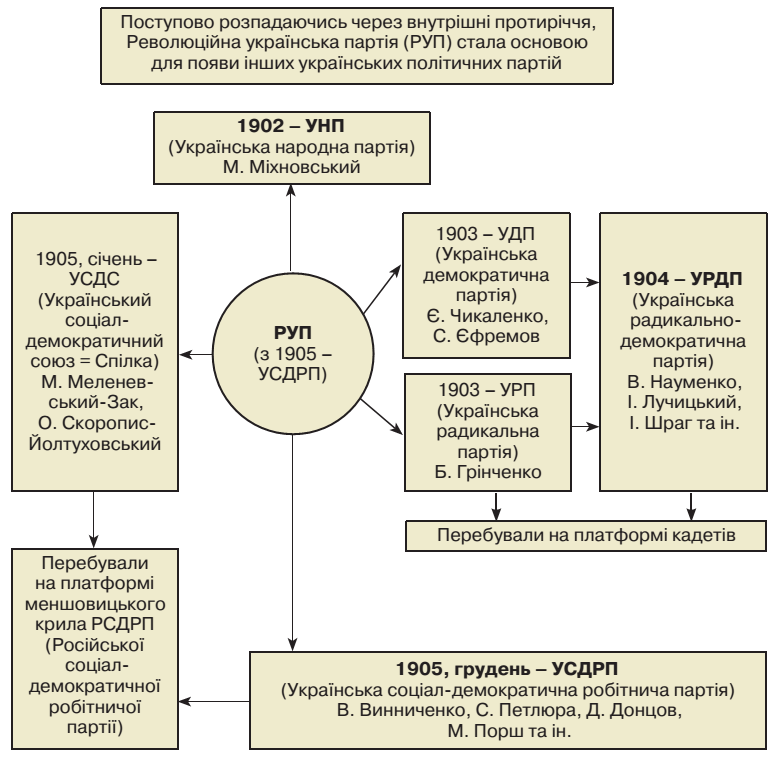 Поступово розпадаючись через внутрішні протиріччя,
Революційна українська партія (РУП) стала основою
для появи інших українських політичних партій
1902 – УНП
(Українська народна партія)
М. Міхновський
1905, січень –
УСДС
(Український
соціал-
демократичний
союз = Спілка)
М. Меленев-
ський-Зак,
О. Скоропис-
Йолтуховський
РУП
(з 1905 –
УСДРП)
1903 – УДП
(Українська
демократична
партія)
Є. Чикаленко,
С. Єфремов
1903 – УРП
(Українська
радикальна
партія)
Б. Грінченко
1904 – УРДП
(Українська
радикально-
демократична
партія)
В. Науменко,
І. Лучицький,
І. Шраг та ін.
Перебували на платформі кадетів
Перебували
на платформі
меншовицького
крила РСДРП
(Російської
соціал-
демократичної
робітничої
партії)
1905, грудень – УСДРП
(Українська соціал-демократична робітнича партія)
В. Винниченко, С. Петлюра, Д. Донцов,
М. Порш та ін.